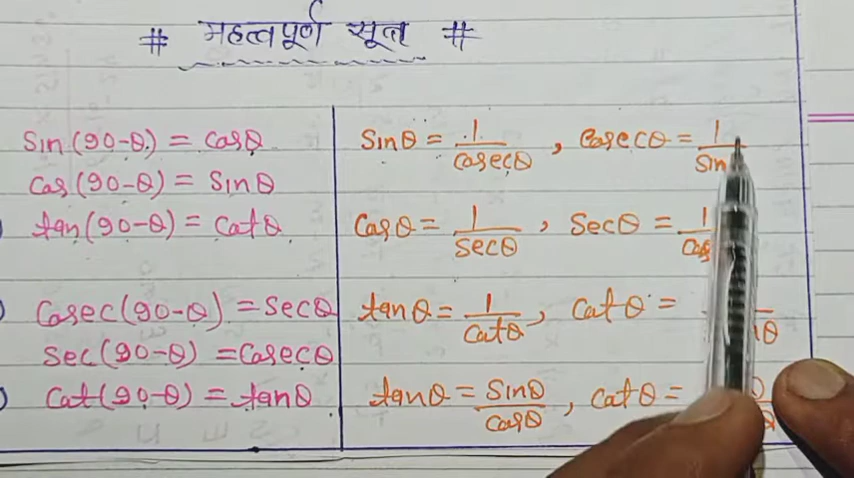 # महत्वपूर्ण सूत्र #
Sin(90-θ) = Cosθ
Cos(90-θ) = Sinθ
tan(90-θ) = Cotθ
Cosec(90-θ) = Secθ
Sec(90-θ) = Cosecθ
Cot(90-θ) = tanθ
Sinθ = 1/Cosecθ , Cosecθ = 1/Sin
Cosθ = 1/Secθ , Secθ = 1/Cos
tanθ = 1/Cotθ , Cotθ =
tanθ = Sinθ/Cosθ , Cotθ =